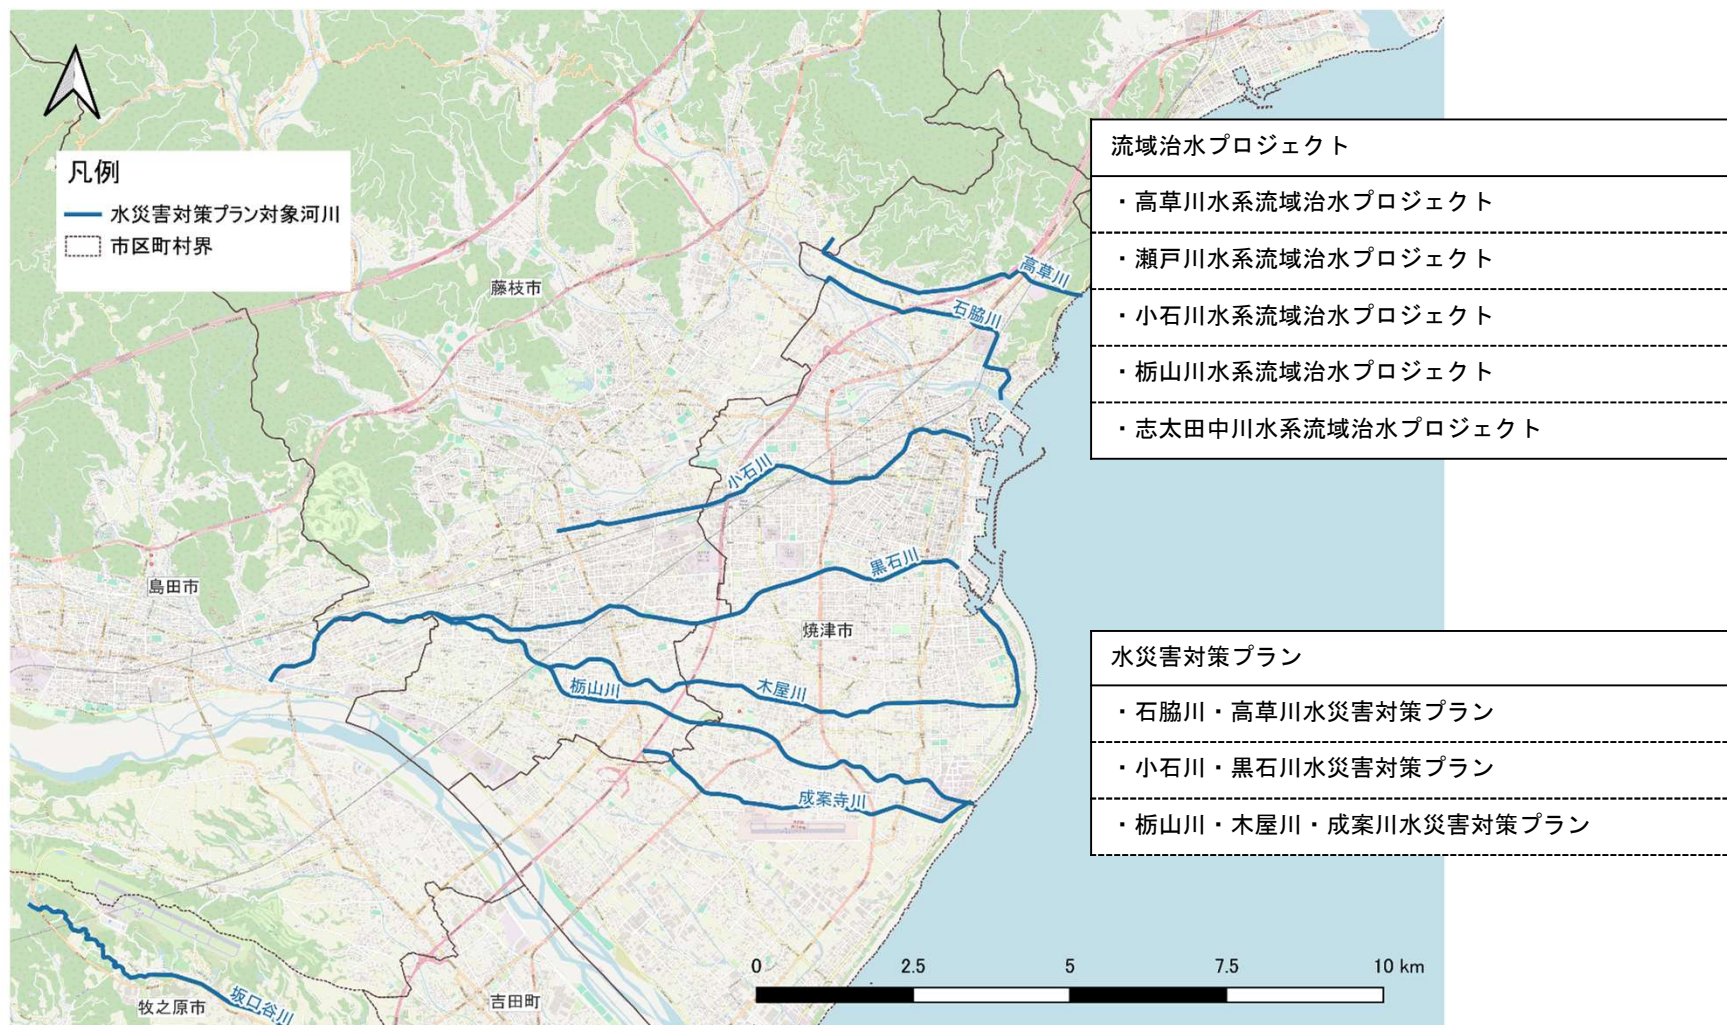 凡例
水災害対策プラン対象河川
市区町村界
流域治水プロジェクト
・高草川水系流域治水プロジェクト
・瀬戸川水系流域治水プロジェクト
・小石川水系流域治水プロジェクト
・栃山川水系流域治水プロジェクト
・志太田中川水系流域治水プロジェクト
高草川
藤枝市
石脇川
小石川
黒石川
島田市
焼津市
水災害対策プラン
・石脇川・高草川水災害対策プラン
・小石川・黒石川水災害対策プラン
・栃山川・木屋川・成案川水災害対策プラン
栃山川
木屋川
成案寺川
0 2.5 5 7.5 10 km
牧之原市
坂口谷川
吉田町